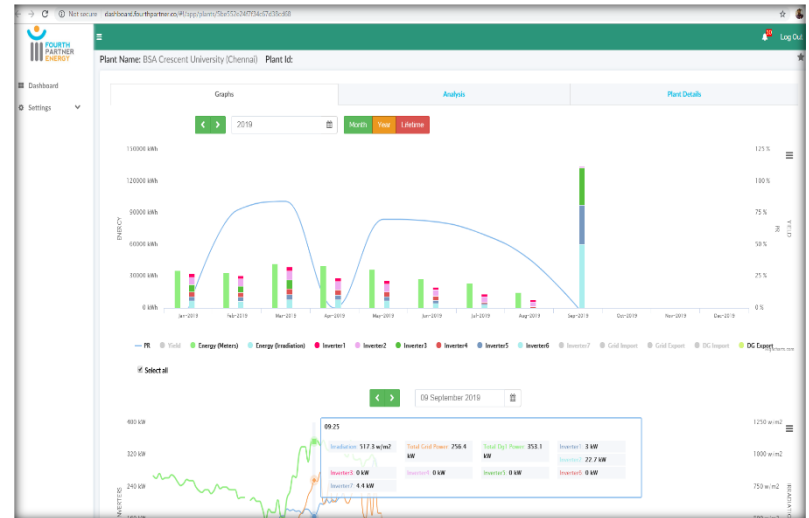 Not secure | dashboard.fourthpartner.co/#!/app/plants/
FOURTH
PARTNER
ENERGY
Log Out
Plant Name: BSA Crescent University (Chennai) Plant Id:
Dashboard
Settings
Graphs Analysis Plant Details
2019 Month Year Lifetime
150000 kWh 125 %
120000 kWh 100 %
90000 kWh 75 %
60000 kWh 50 %
30000 kWh 25 %
0 kWh 0 %
ENERGY
YIELD
PR
Jan-2019 Feb-2019 Mar-2019 Apr-2019 May-2019 Jun-2019 Jul-2019 Aug-2019 Sep-2019 Oct-2019 Nov-2019 Dec-2019
PR Yield Energy (Meters) Energy (Irradiation) Inverter1 Inverter2 Inverter3 Inverter4 Inverter5 Inverter6 Inverter7 Grid Import Grid Export DG Import DG Export
Select all
09 September 2019
400 kW 1250 w/m2
320 kW 1000 w/m2
240 kW 750 w/m2
INVERTERS
09:25
Irradiation: 517.3 w/m2 Total Grid Power: 256.4 kW Total Dg1 Power: 353.1 kW Inverter1: 3 kW
22.7 kW
Inverter3: 0 kW Inverter4: 0 kW Inverter5: 0 kW Inverter6: 0 kW
Inverter7: 4.4 kW